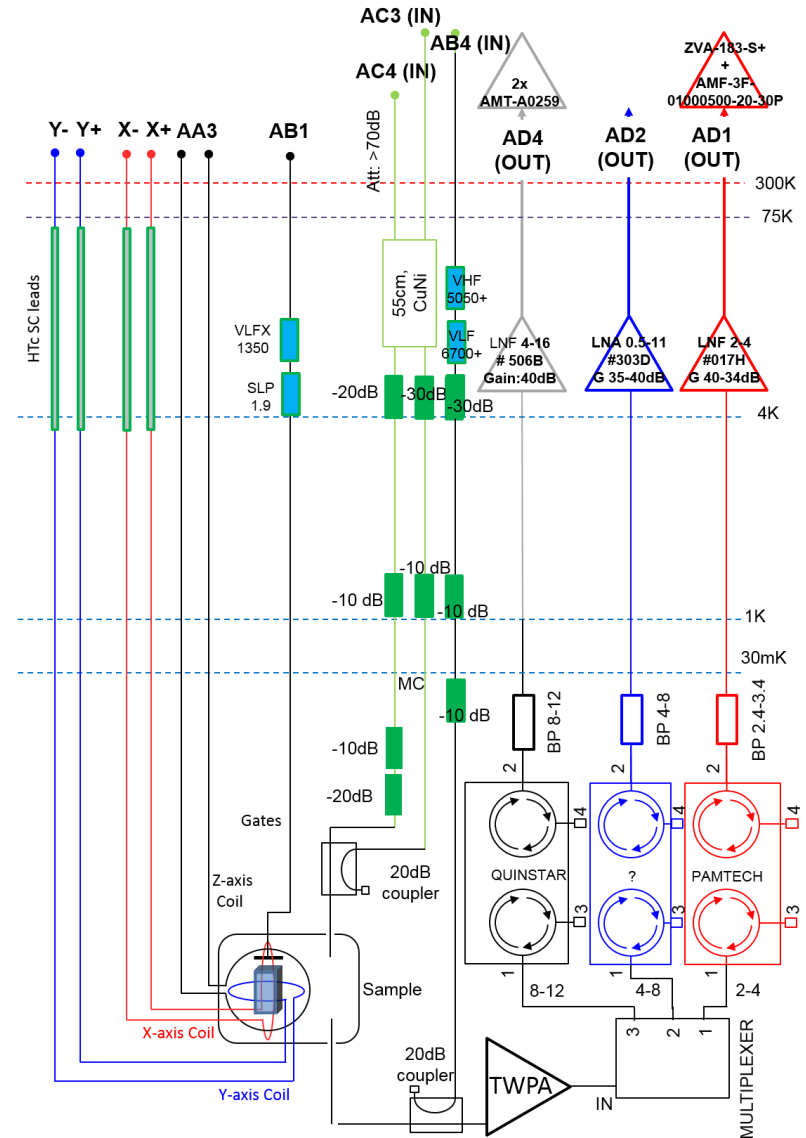 AC3 (IN)
AB4 (IN)
AC4 (IN)
ZVA-183-S+
+
AMF-3F-
01000500-20-30P
2x
AMT-A0259
Y-
Y+
X-
X+
AA3
AB1
Att: >70dB
AD4
(OUT)
AD2
(OUT)
AD1
(OUT)
300K
75K
HTc SC leads
55cm,
CuNi
VHF
5050+
VLFX
1350
VLF
6700+
LNF 4-16
# 506B
Gain:40dB
LNA 0.5-11
#303D
G 35-40dB
LNF 2-4
#017H
G 40-34dB
SLP
1.9
-20dB
-30dB
-30dB
4K
-10 dB
-10 dB
-10 dB
1K
30mK
MC
-10 dB
BP 8-12
BP 4-8
BP 2.4-3.4
-10dB
2
2
2
-20dB
4
4
4
Gates
20dB
coupler
QUINSTAR
?
PAMTECH
Z-axis
Coil
3
3
3
1
1
1
Sample
8-12
4-8
2-4
X-axis Coil
3
2
1
20dB
coupler
TWPA
IN
MULTIPLEXER
Y-axis Coil